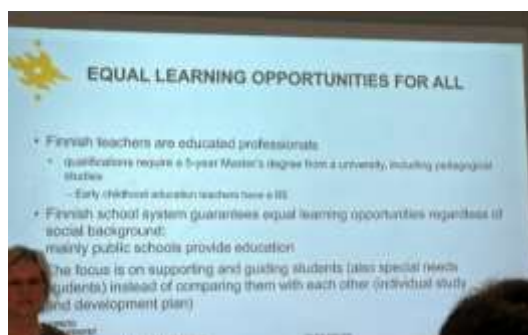 EQUAL LEARNING OPPORTUNITIES FOR ALL
• Finnish teachers are educated professionals
• qualifications require a 5-year Master's degree from a university, including pedagogical
studies
– Early childhood education teachers have a BS
• Finnish school system guarantees equal learning opportunities regardless of
social background:
mainly public schools provide education
The focus is on supporting and guiding students (also special needs
students) instead of comparing them with each other (individual study
and development plan)